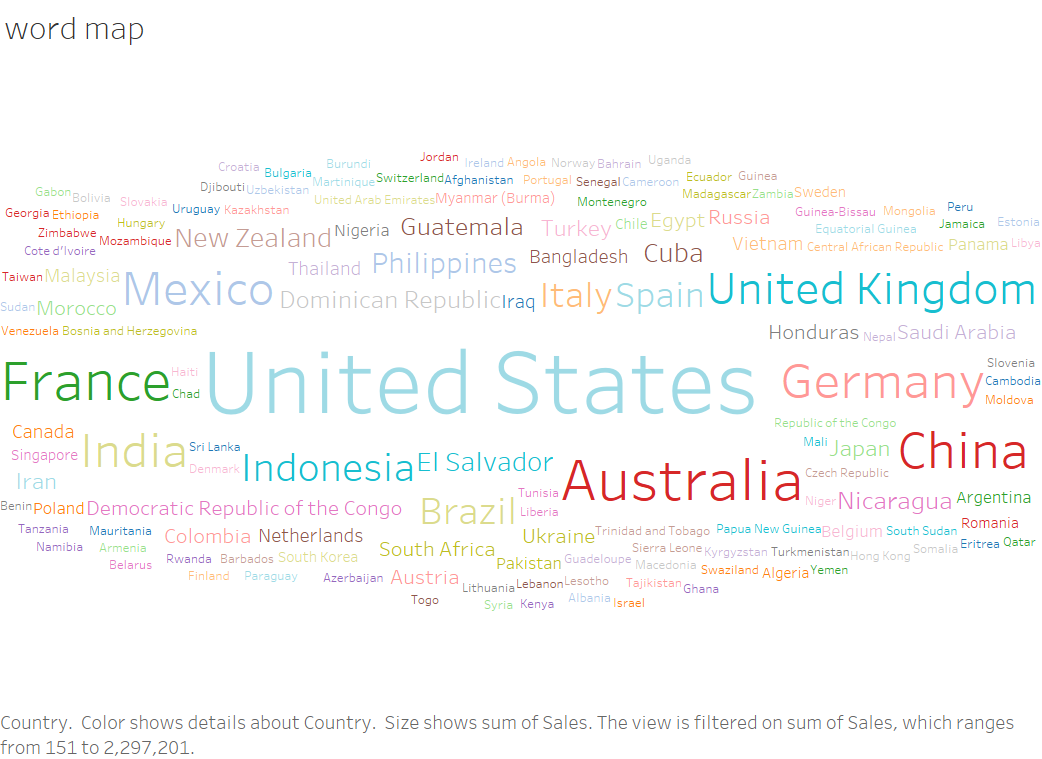 word map
Jordan
Croatia Bulgaria Burundi Ireland Angola Norway Bahrain Uganda
Djibouti Uzbekistan Martinique Switzerland Afghanistan Portugal Senegal Cameroon Ecuador Guinea
Gabon Bolivia Slovakia United Arab Emirates Myanmar (Burma) Montenegro Madagascar Zambia Sweden
Georgia Ethiopia Hungary Uruguay Kazakhstan Guinea-Bissau Mongolia Peru
Zimbabwe Mozambique New Zealand Nigeria Guatemala Turkey Chile Egypt Russia Equatorial Guinea Jamaica Estonia
Cote d'Ivoire Thailand Philippines Bangladesh Cuba Vietnam Central African Republic Panama Libya
Taiwan Malaysia Mexico Dominican Republic Iraq Italy Spain United Kingdom
Sudan Morocco
Venezuela Bosnia and Herzegovina Honduras Nepal Saudi Arabia
France Haiti United States Germany Slovenia
Chad Cambodia
Moldova
Canada India Sri Lanka Republic of the Congo
Singapore Denmark Indonesia El Salvador Mali Japan China
Iran Australia Czech Republic
Benin Poland Democratic Republic of the Congo Brazil Tunisia Niger Nicaragua Argentina
Liberia
Tanzania Mauritania Colombia Netherlands Ukraine Trinidad and Tobago Papua New Guinea Belgium South Sudan Romania
Namibia Armenia South Africa Sierra Leone Kyrgyzstan Turkmenistan Hong Kong Somalia Eritrea Qatar
Belarus Rwanda Barbados South Korea Pakistan Guadeloupe Macedonia
Finland Paraguay Azerbaijan Austria Swaziland Algeria Yemen
Lithuania Lebanon Lesotho Tajikistan Ghana
Togo Syria Kenya Albania Israel
Country.  Color shows details about Country.  Size shows sum of Sales. The view is filtered on sum of Sales, which ranges
from 151 to 2,297,201.